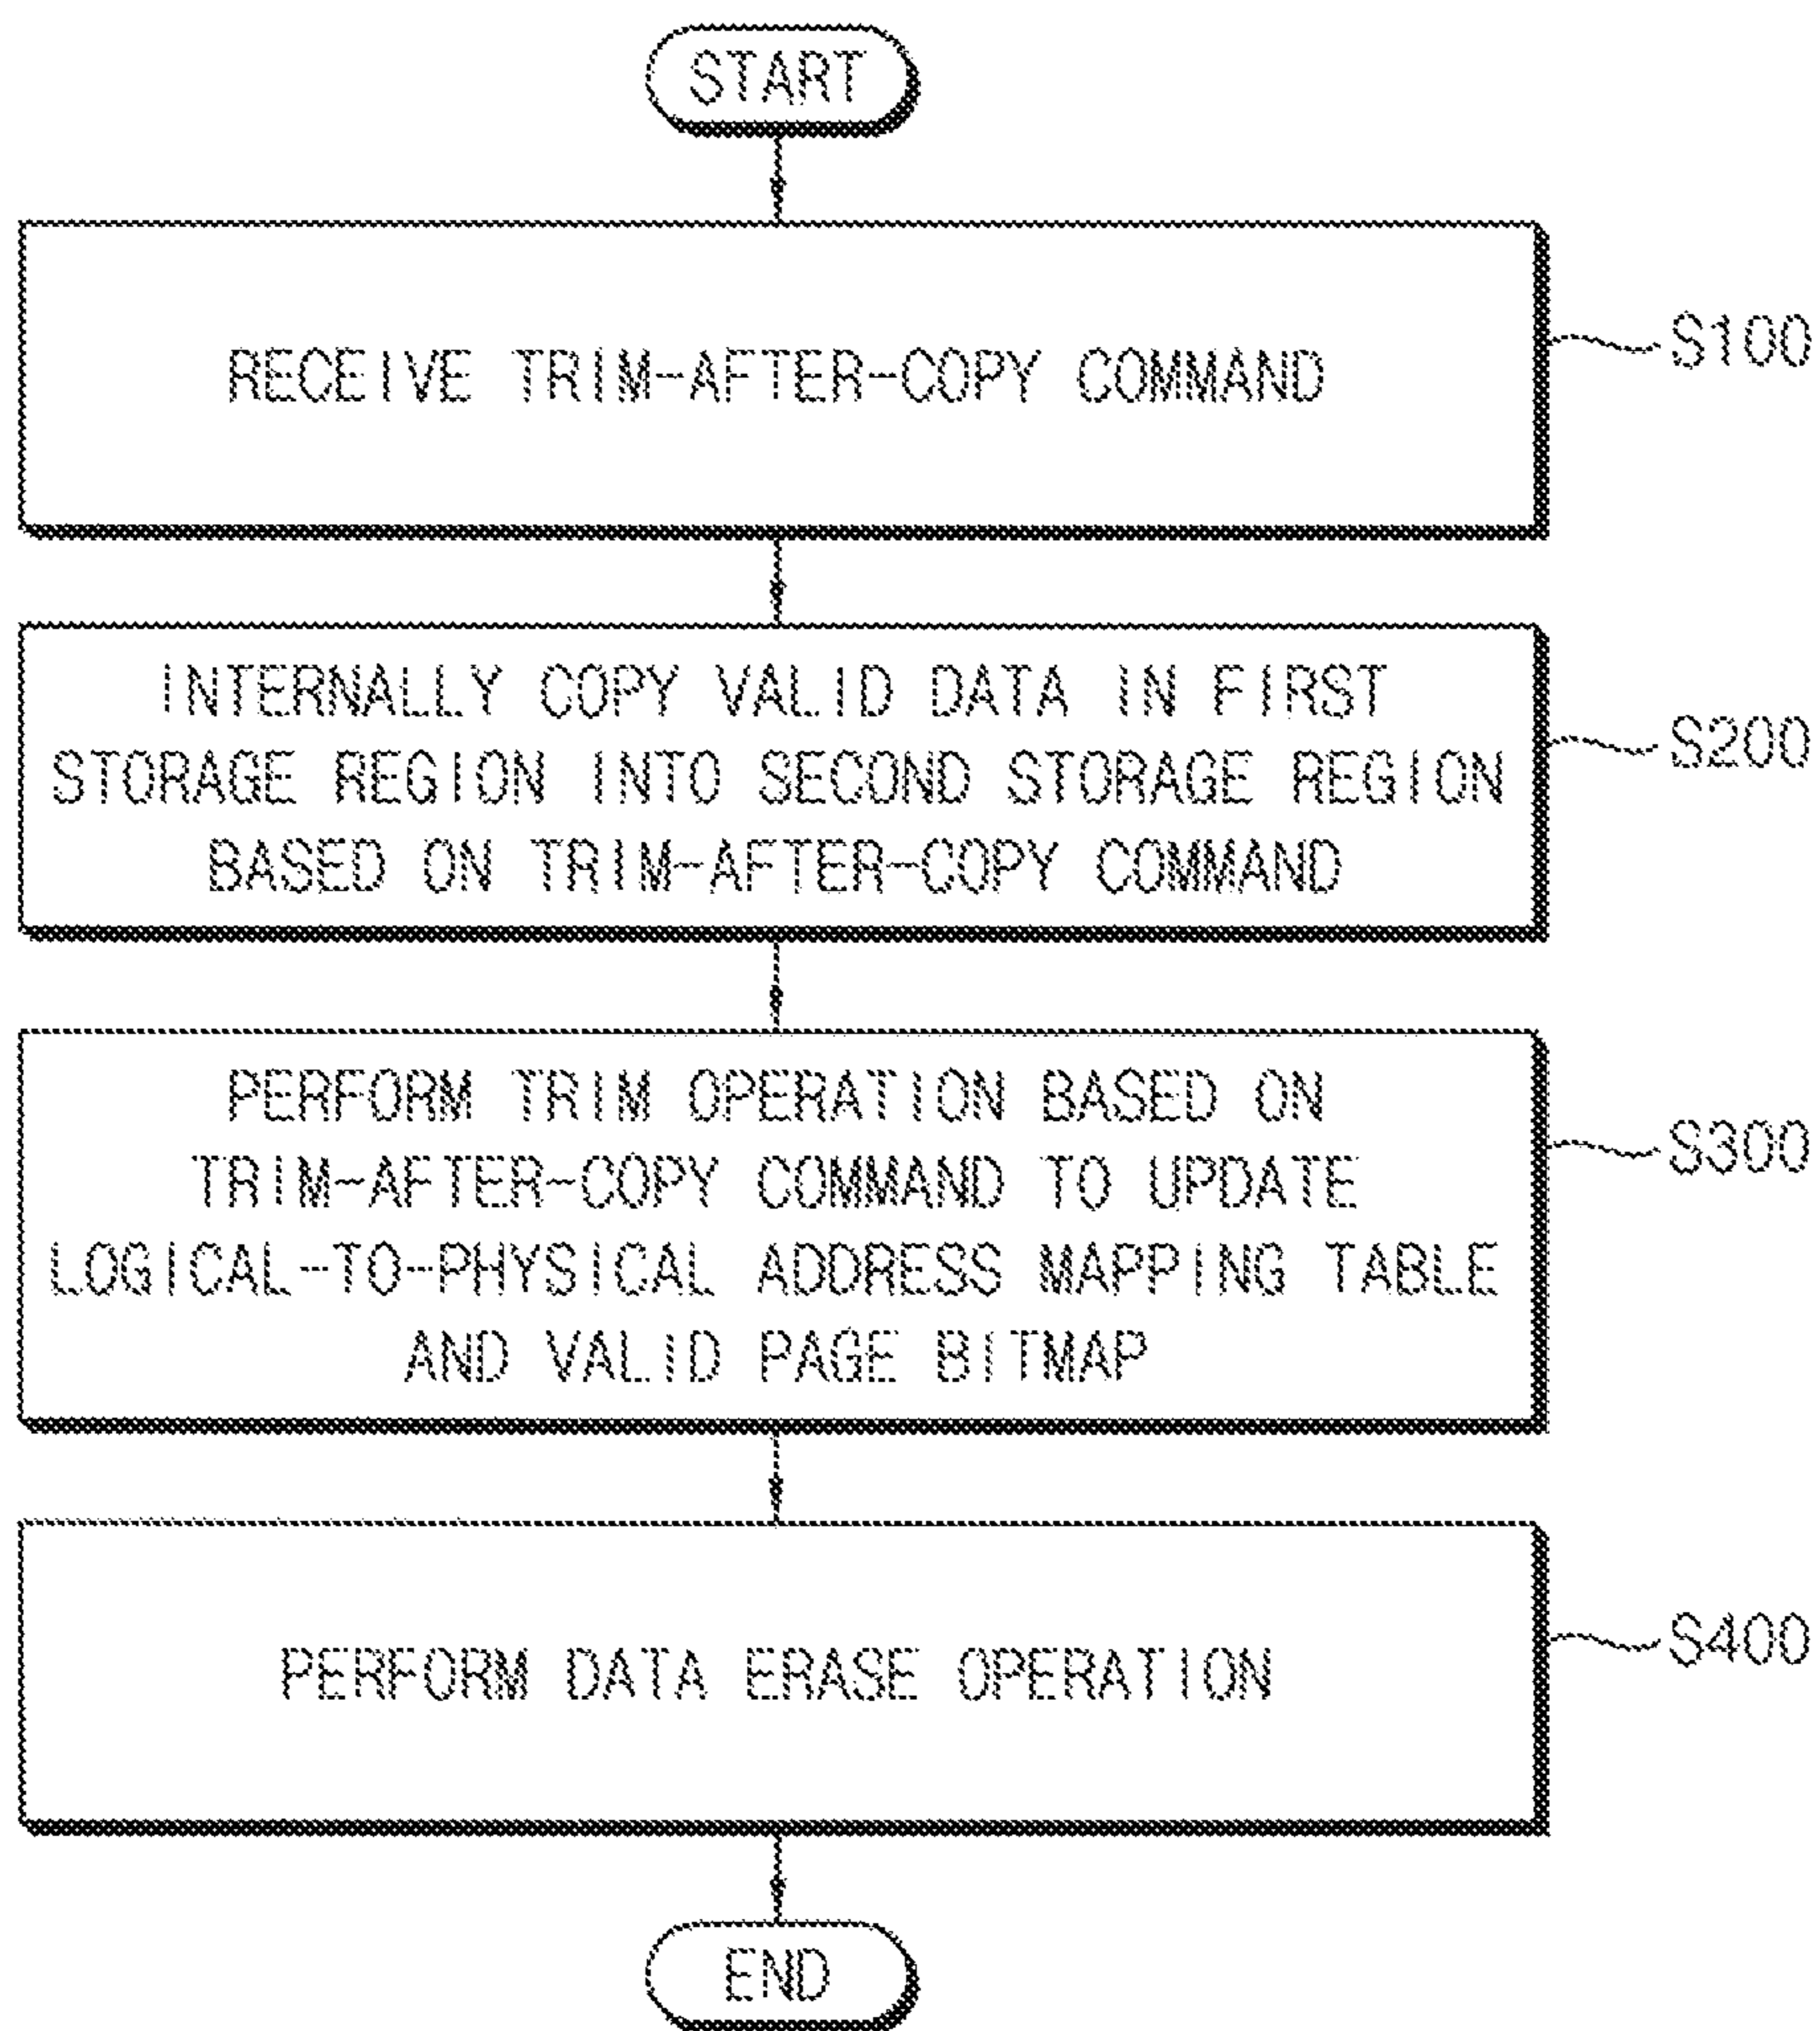 START
RECEIVE TRIM-AFTER-COPY COMMAND
S100
INTERNALLY COPY VALID DATA IN FIRST
STORAGE REGION INTO SECOND STORAGE REGION
BASED ON TRIM-AFTER-COPY COMMAND
S200
PERFORM TRIM OPERATION BASED ON
TRIM-AFTER-COPY COMMAND TO UPDATE
LOGICAL-TO-PHYSICAL ADDRESS MAPPING TABLE
AND VALID PAGE BITMAP
S300
PERFORM DATA ERASE OPERATION
S400
END